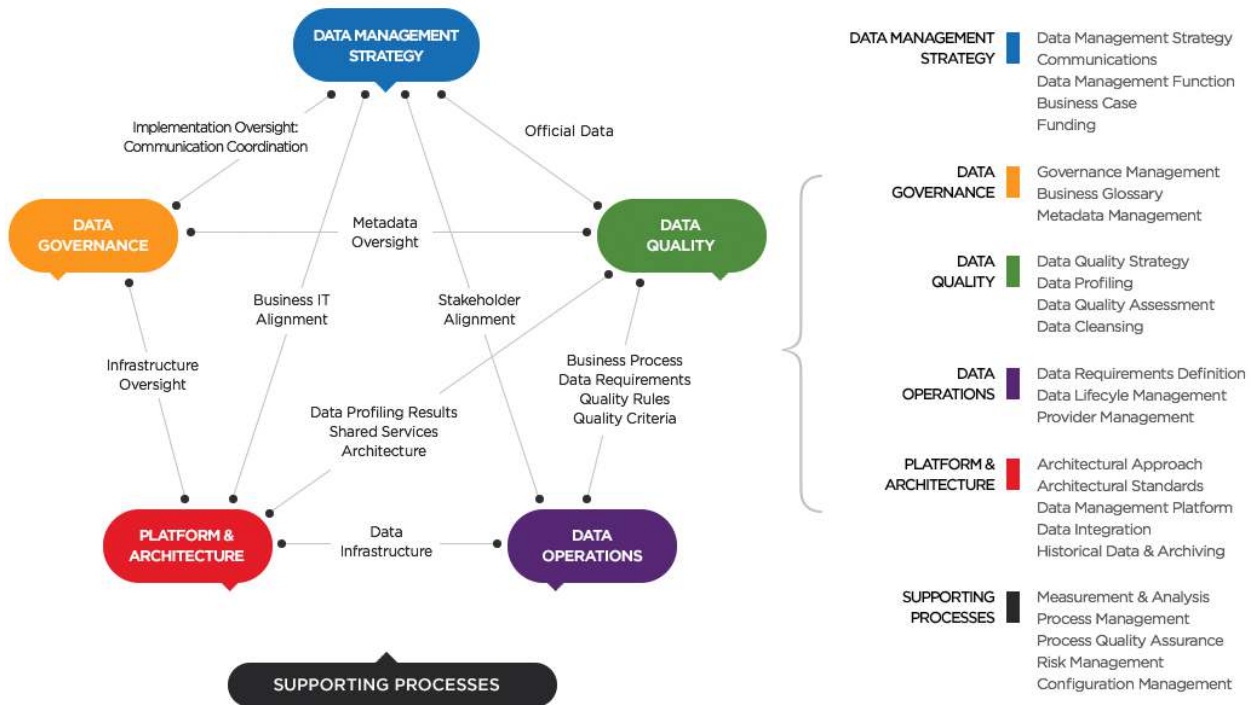 DATA MANAGEMENT
STRATEGY
Implementation Oversight:
Communication Coordination
Official Data
DATA
GOVERNANCE
Metadata
Oversight
DATA
QUALITY
Business IT
Alignment
Stakeholder
Alignment
Infrastructure
Oversight
Business Process
Data Requirements
Quality Rules
Quality Criteria
Data Profiling Results
Shared Services
Architecture
PLATFORM &
ARCHITECTURE
Data
Infrastructure
DATA
OPERATIONS
SUPPORTING PROCESSES
DATA MANAGEMENT
STRATEGY
Data Management Strategy
Communications
Data Management Function
Business Case
Funding
DATA
GOVERNANCE
Governance Management
Business Glossary
Metadata Management
DATA
QUALITY
Data Quality Strategy
Data Profiling
Data Quality Assessment
Data Cleansing
DATA
OPERATIONS
Data Requirements Definition
Data Lifecyle Management
Provider Management
PLATFORM &
ARCHITECTURE
Architectural Approach
Architectural Standards
Data Management Platform
Data Integration
Historical Data & Archiving
SUPPORTING
PROCESSES
Measurement & Analysis
Process Management
Process Quality Assurance
Risk Management
Configuration Management